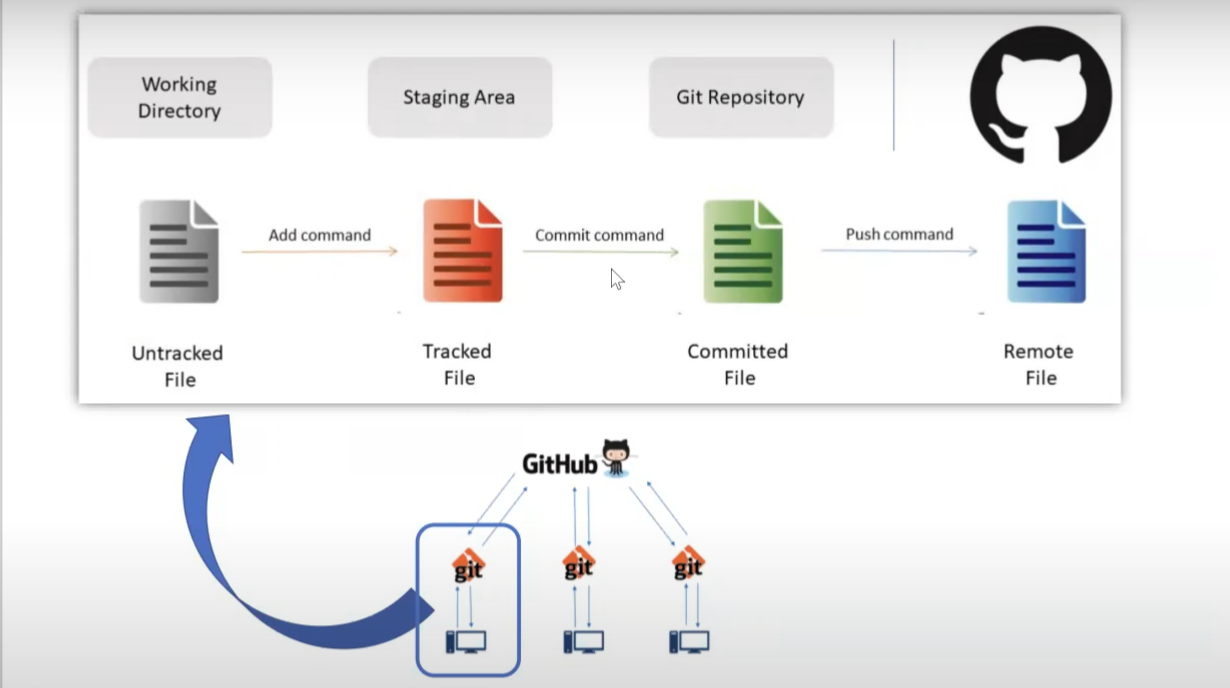 Working
Directory
Staging Area
Git Repository
Add command
Commit command
Push command
Untracked
File
Tracked
File
Committed
File
Remote
File
GitHub
git
git
git